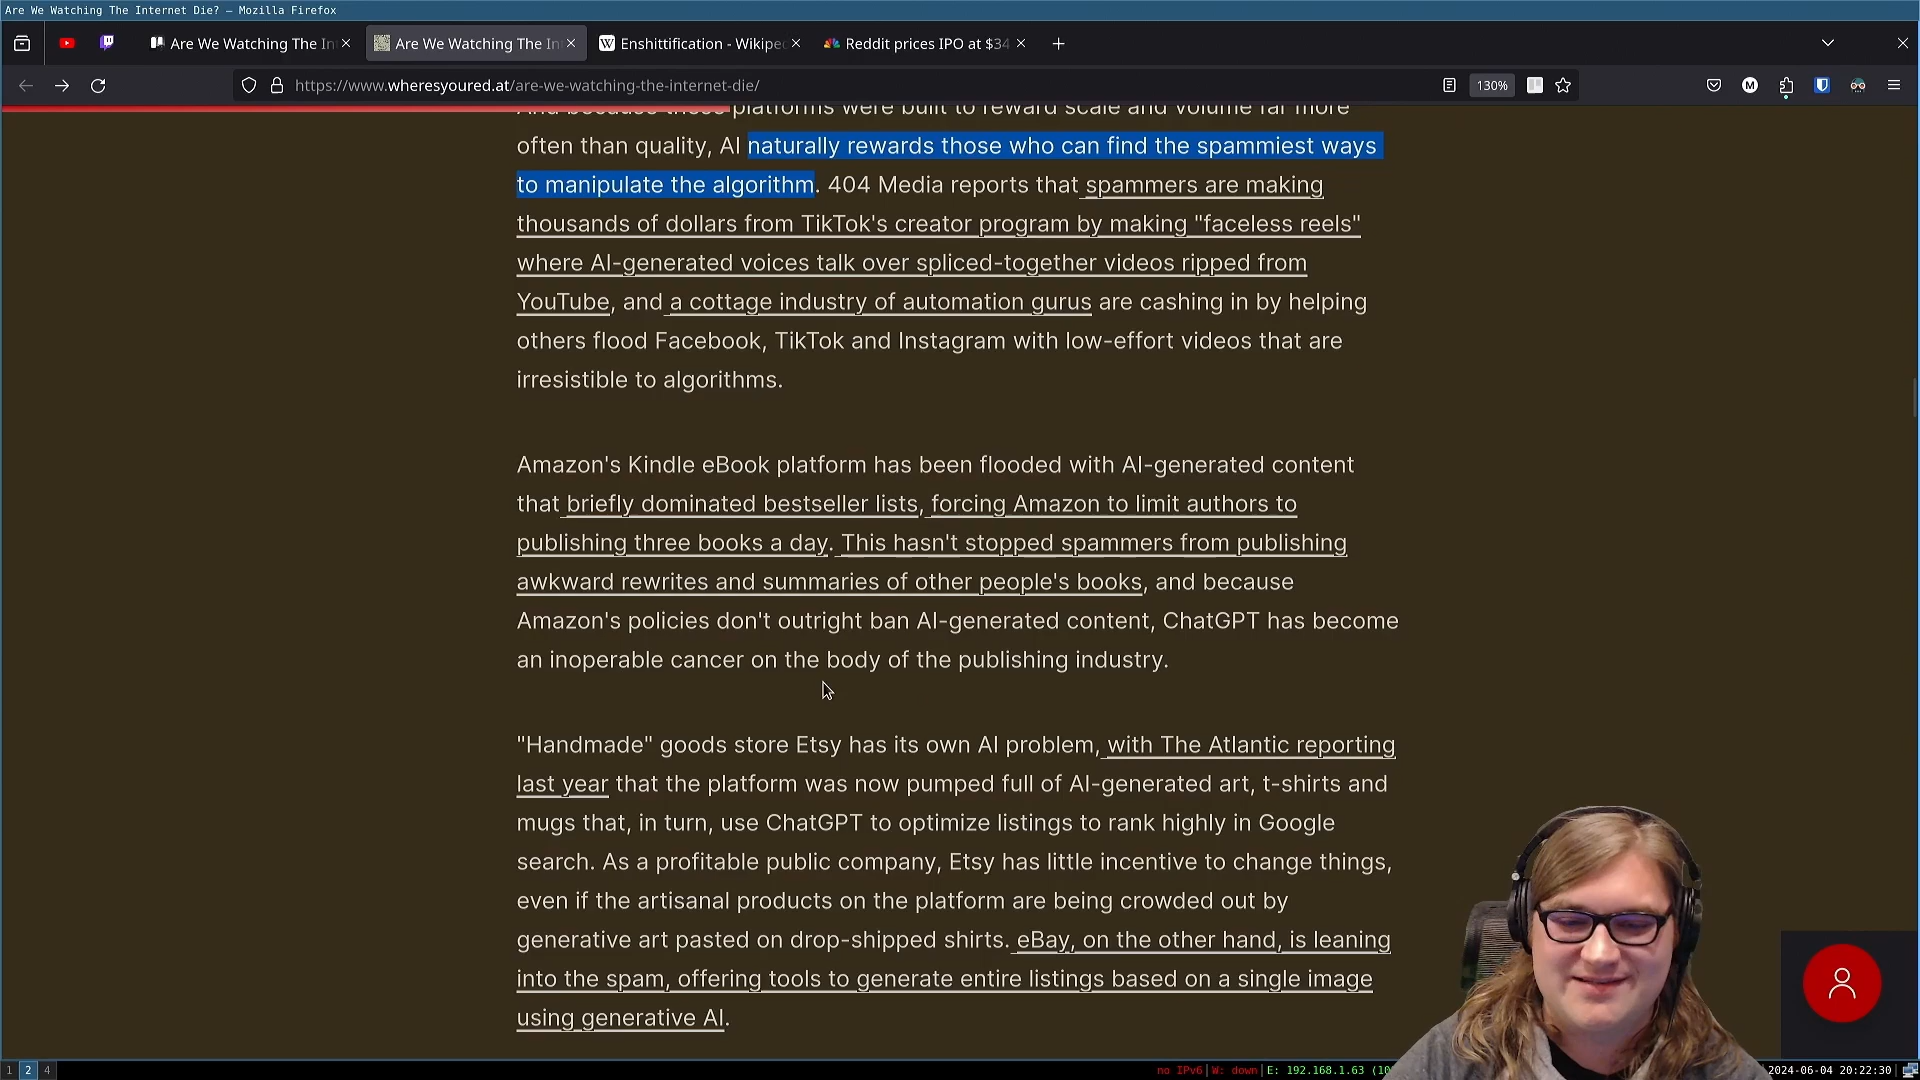 Are We Watching The Internet Die? — Mozilla Firefox
Are We Watching The In
Are We Watching The In
Enshittification - Wikipe
Reddit prices IPO at $34
https://www.wheresyoured.at/are-we-watching-the-internet-die/
130%
M
And because these platforms were built to reward scale and volume far more
often than quality, AI naturally rewards those who can find the spammiest ways
to manipulate the algorithm. 404 Media reports that spammers are making
thousands of dollars from TikTok's creator program by making "faceless reels"
where AI-generated voices talk over spliced-together videos ripped from
YouTube, and a cottage industry of automation gurus are cashing in by helping
others flood Facebook, TikTok and Instagram with low-effort videos that are
irresistible to algorithms.
Amazon's Kindle eBook platform has been flooded with AI-generated content
that briefly dominated bestseller lists, forcing Amazon to limit authors to
publishing three books a day. This hasn't stopped spammers from publishing
awkward rewrites and summaries of other people's books, and because
Amazon's policies don't outright ban AI-generated content, ChatGPT has become
an inoperable cancer on the body of the publishing industry.
"Handmade" goods store Etsy has its own AI problem, with The Atlantic reporting
last year that the platform was now pumped full of AI-generated art, t-shirts and
mugs that, in turn, use ChatGPT to optimize listings to rank highly in Google
search. As a profitable public company, Etsy has little incentive to change things,
even if the artisanal products on the platform are being crowded out by
generative art pasted on drop-shipped shirts. eBay, on the other hand, is leaning
into the spam, offering tools to generate entire listings based on a single image
using generative AI.
1 2 4
no IPv6 | W: down | E: 192.168.1.63 (10
2024-06-04 20:22:30